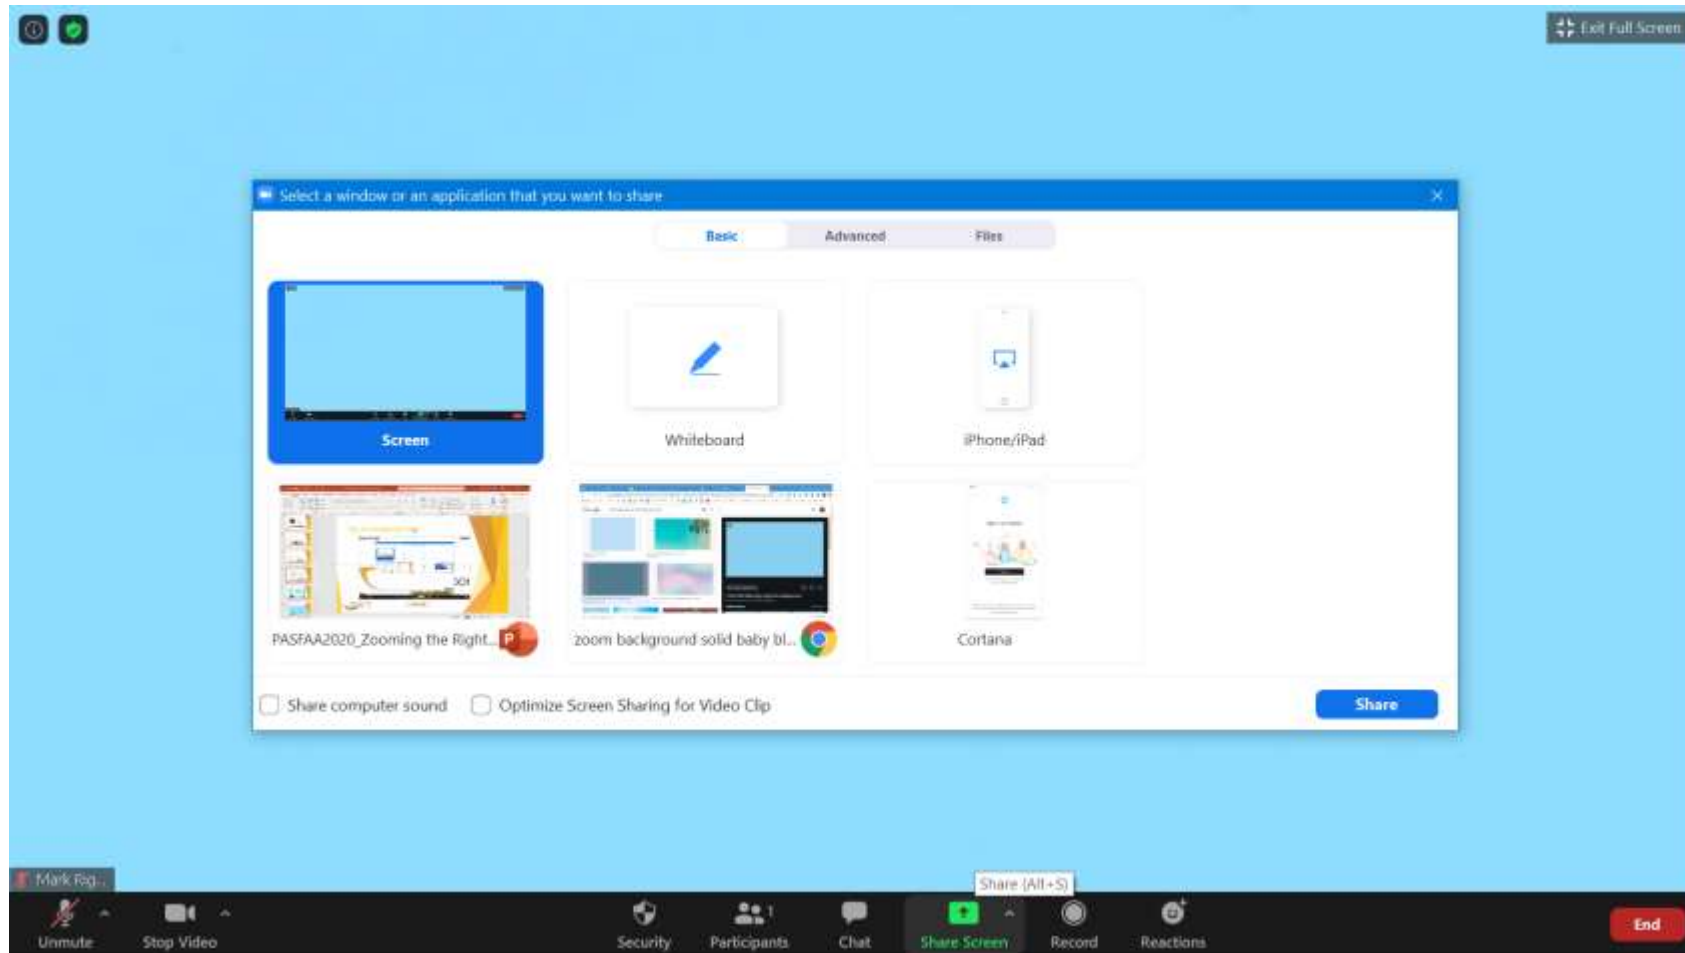 Exit Full Screen
Select a window or an application that you want to share
Basic
Advanced
Files
Screen
Whiteboard
iPhone/iPad
PASFAA2020_Zooming the Right...
zoom background solid baby bl...
Cortana
Share computer sound
Optimize Screen Sharing for Video Clip
Share
Mark Rig...
Share (Alt+S)
1
Unmute
Stop Video
Security
Participants
Chat
Share Screen
Record
Reactions
End